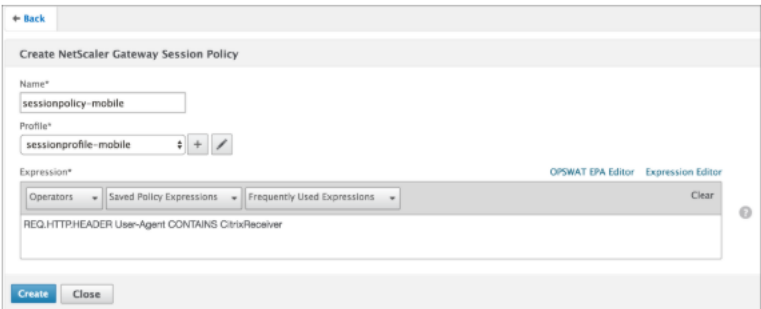 ← Back
Create NetScaler Gateway Session Policy
Name*
sessionpolicy-mobile
Profile*
sessionprofile-mobile
Expression* OPSWAT EPA Editor Expression Editor
Operators Saved Policy Expressions Frequently Used Expressions Clear
REQ.HTTP.HEADER User-Agent CONTAINS CitrixReceiver
Create Close